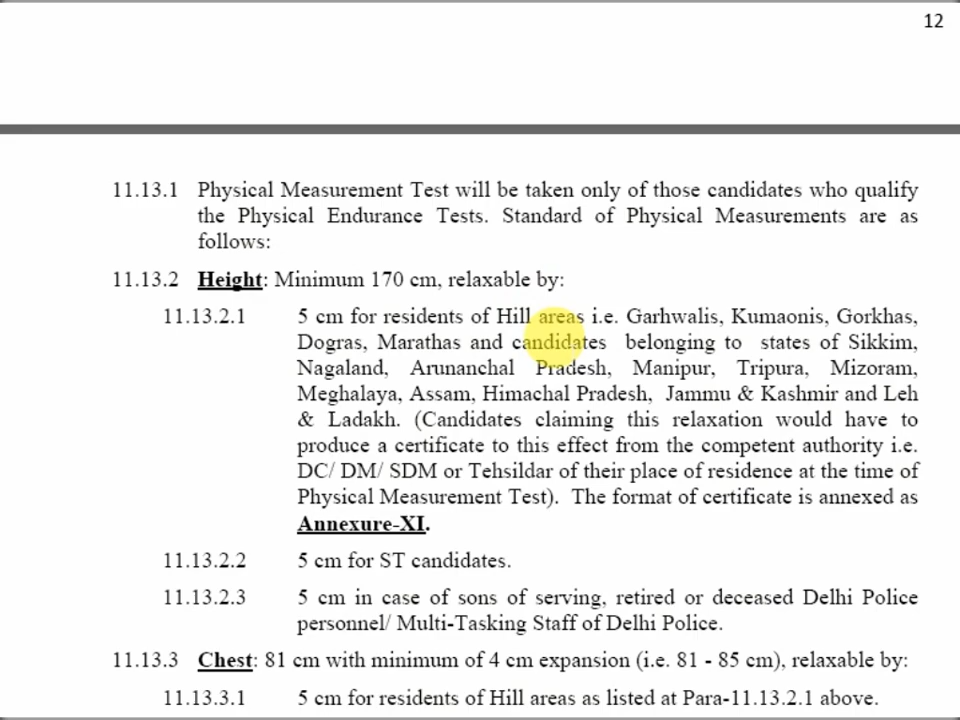 12
11.13.1 Physical Measurement Test will be taken only of those candidates who qualify
the Physical Endurance Tests. Standard of Physical Measurements are as
follows:
11.13.2 Height: Minimum 170 cm, relaxable by:
11.13.2.1 5 cm for residents of Hill areas i.e. Garhwalis, Kumaonis, Gorkhas,
Dogras, Marathas and candidates belonging to states of Sikkim,
Nagaland, Arunanchal Pradesh, Manipur, Tripura, Mizoram,
Meghalaya, Assam, Himachal Pradesh, Jammu & Kashmir and Leh
& Ladakh. (Candidates claiming this relaxation would have to
produce a certificate to this effect from the competent authority i.e.
DC/ DM/ SDM or Tehsildar of their place of residence at the time of
Physical Measurement Test). The format of certificate is annexed as
Annexure-XI.
11.13.2.2 5 cm for ST candidates.
11.13.2.3 5 cm in case of sons of serving, retired or deceased Delhi Police
personnel/ Multi-Tasking Staff of Delhi Police.
11.13.3 Chest: 81 cm with minimum of 4 cm expansion (i.e. 81 - 85 cm), relaxable by:
11.13.3.1 5 cm for residents of Hill areas as listed at Para-11.13.2.1 above.